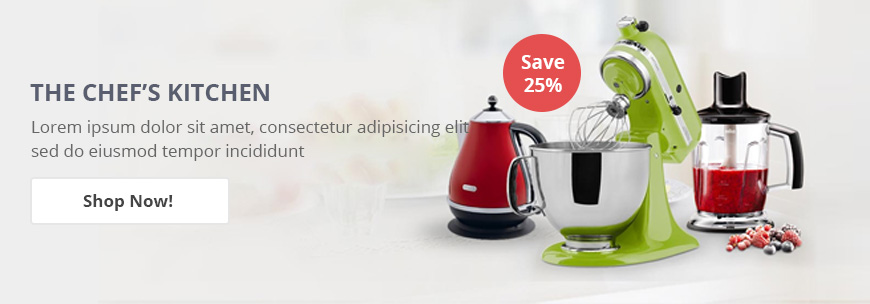 THE CHEF’S KITCHEN
Lorem ipsum dolor sit amet, consectetur adipisicing elit
sed do eiusmod tempor incididunt
Shop Now!
Save
25%